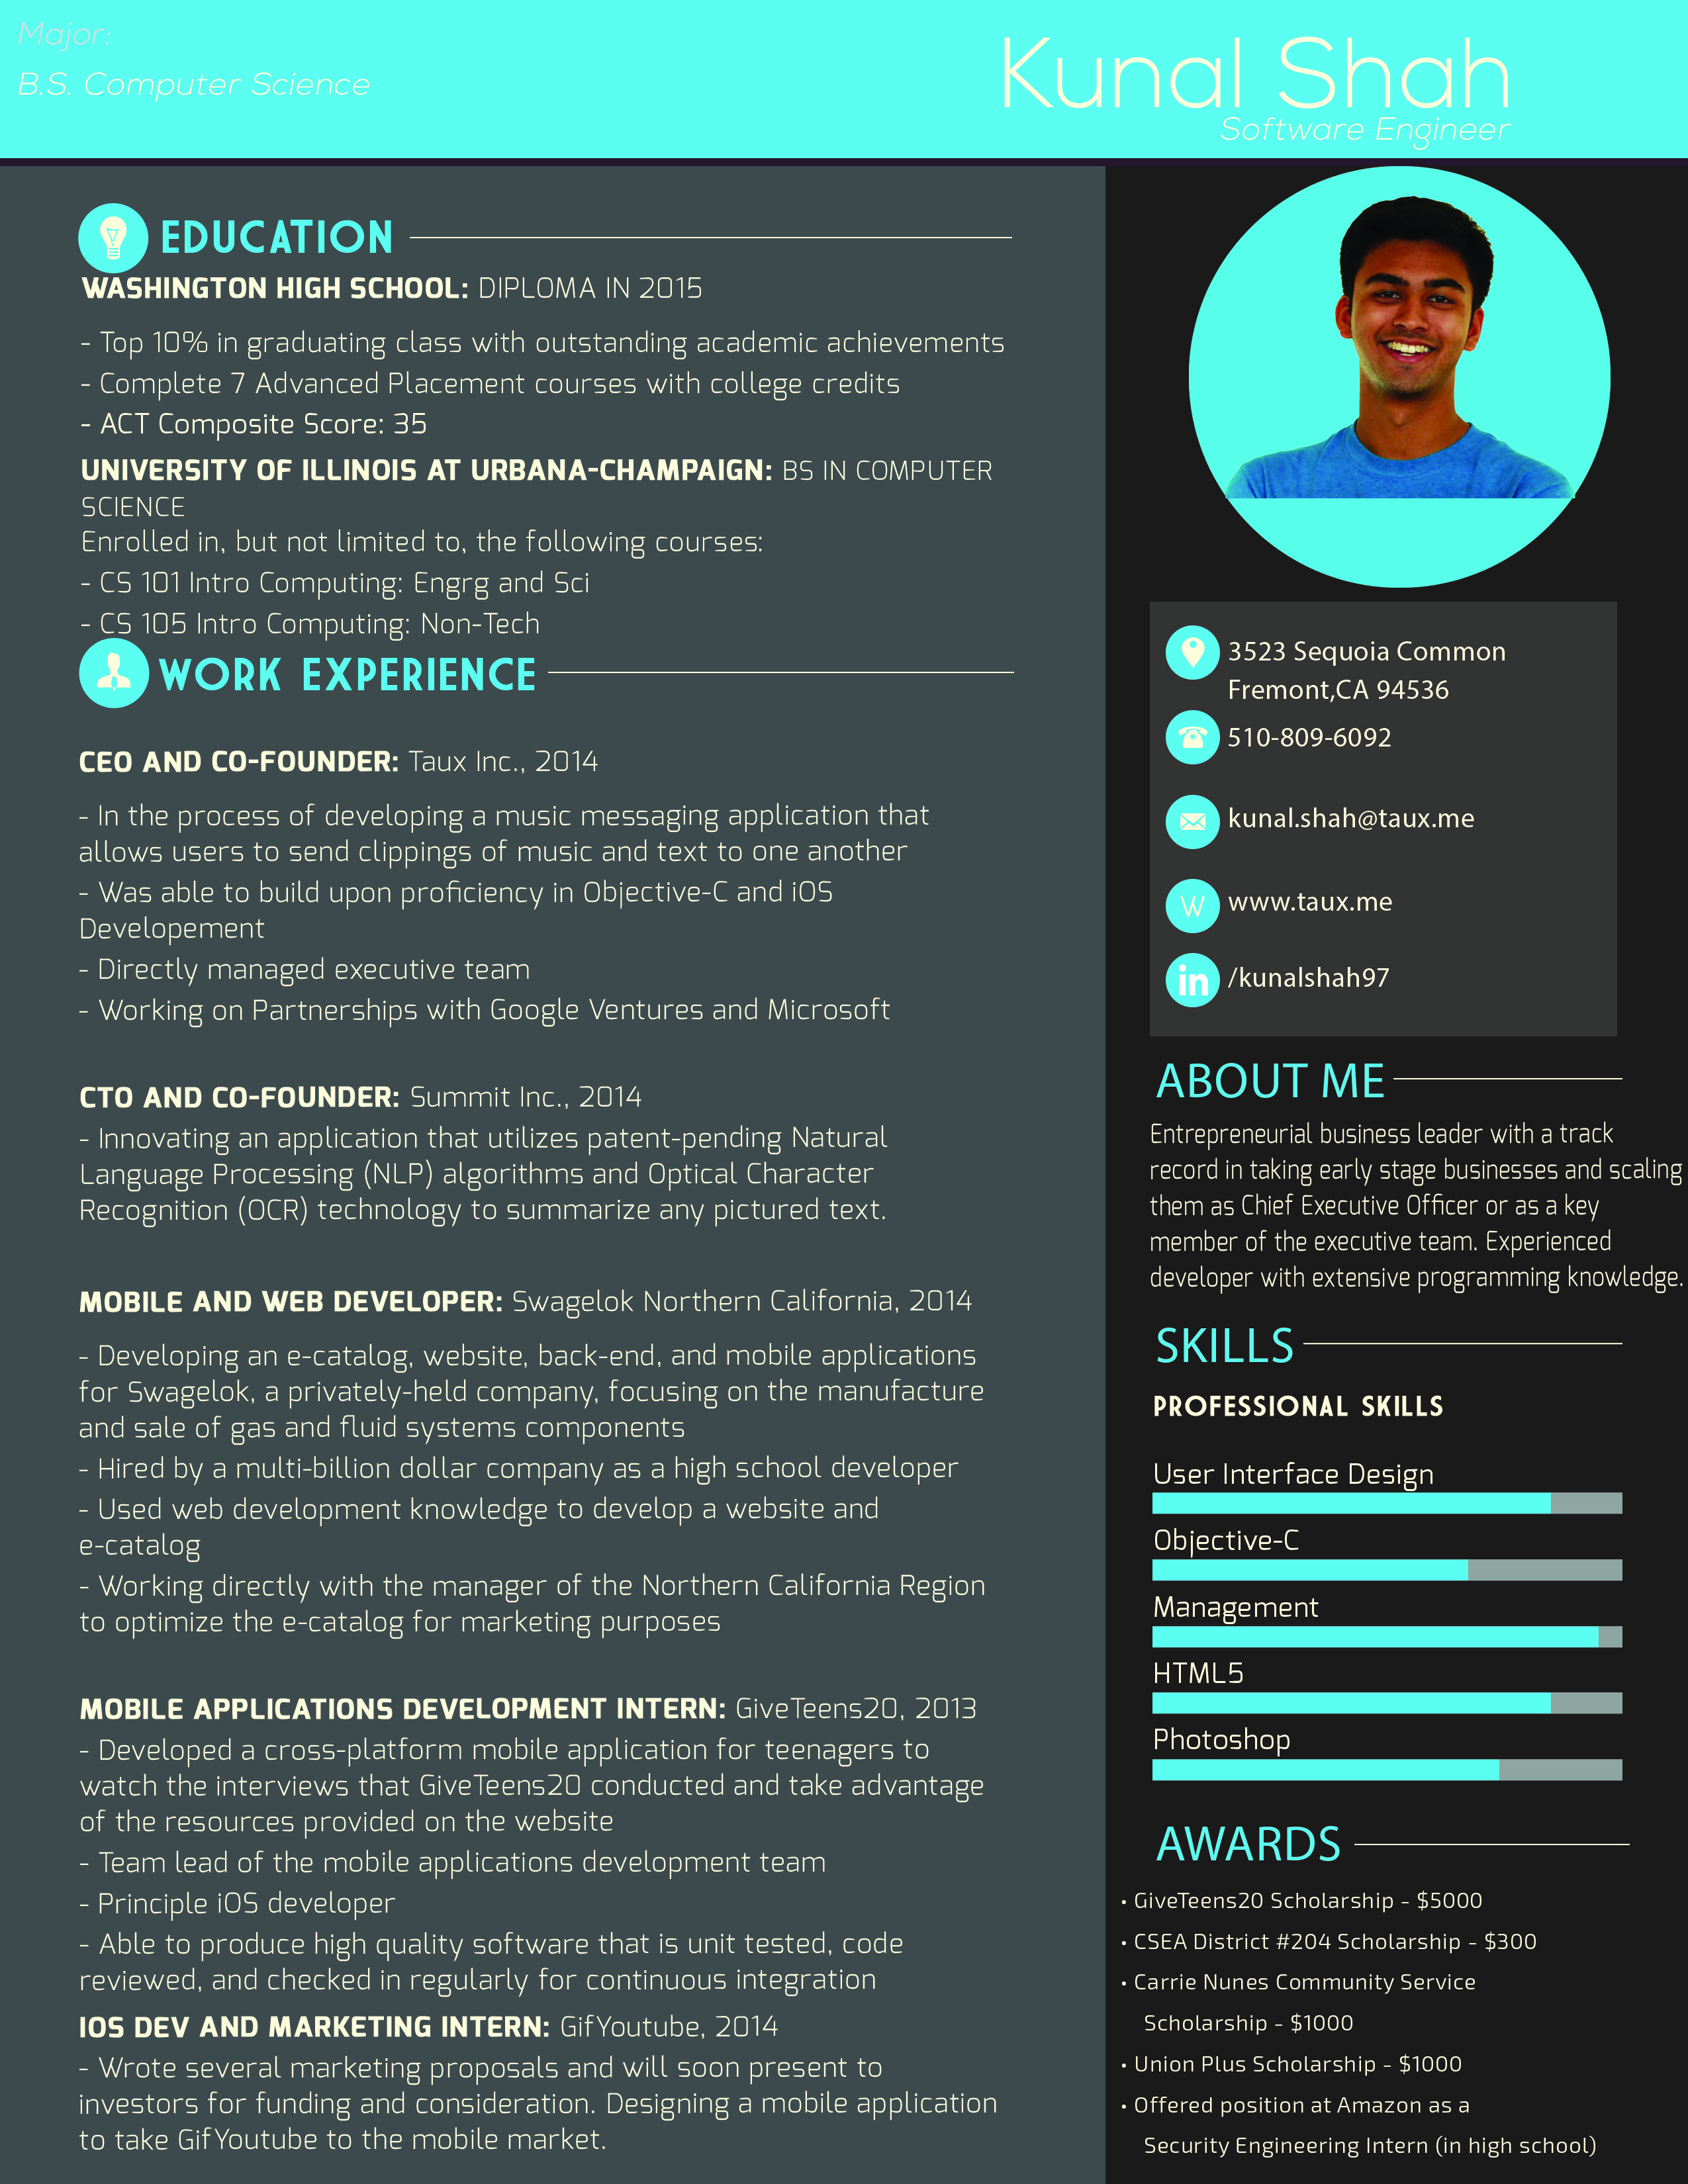 Major:
B.S. Computer Science
Kunal Shah
Software Engineer
EDUCATION
WASHINGTON HIGH SCHOOL: DIPLOMA IN 2015
- Top 10% in graduating class with outstanding academic achievements
- Complete 7 Advanced Placement courses with college credits
- ACT Composite Score: 35
UNIVERSITY OF ILLINOIS AT URBANA-CHAMPAIGN: BS IN COMPUTER
SCIENCE
Enrolled in, but not limited to, the following courses:
- CS 101 Intro Computing: Engrg and Sci
- CS 105 Intro Computing: Non-Tech
WORK EXPERIENCE
CEO AND CO-FOUNDER: Taux Inc., 2014
- In the process of developing a music messaging application that
allows users to send clippings of music and text to one another
- Was able to build upon proficiency in Objective-C and iOS
Developement
- Directly managed executive team
- Working on Partnerships with Google Ventures and Microsoft
CTO AND CO-FOUNDER: Summit Inc., 2014
- Innovating an application that utilizes patent-pending Natural
Language Processing (NLP) algorithms and Optical Character
Recognition (OCR) technology to summarize any pictured text.
MOBILE AND WEB DEVELOPER: Swagelok Northern California, 2014
- Developing an e-catalog, website, back-end, and mobile applications
for Swagelok, a privately-held company, focusing on the manufacture
and sale of gas and fluid systems components
- Hired by a multi-billion dollar company as a high school developer
- Used web development knowledge to develop a website and
e-catalog
- Working directly with the manager of the Northern California Region
to optimize the e-catalog for marketing purposes
MOBILE APPLICATIONS DEVELOPMENT INTERN: GiveTeens20, 2013
- Developed a cross-platform mobile application for teenagers to
watch the interviews that GiveTeens20 conducted and take advantage
of the resources provided on the website
- Team lead of the mobile applications development team
- Principle iOS developer
- Able to produce high quality software that is unit tested, code
reviewed, and checked in regularly for continuous integration
IOS DEV AND MARKETING INTERN: GifYoutube, 2014
- Wrote several marketing proposals and will soon present to
investors for funding and consideration. Designing a mobile application
to take GifYoutube to the mobile market.
3523 Sequoia Common
Fremont,CA 94536
510-809-6092
kunal.shah@taux.me
W www.taux.me
in /kunalshah97
ABOUT ME
Entrepreneurial business leader with a track
record in taking early stage businesses and scaling
them as Chief Executive Officer or as a key
member of the executive team. Experienced
developer with extensive programming knowledge.
SKILLS
PROFESSIONAL SKILLS
User Interface Design
Objective-C
Management
HTML5
Photoshop
AWARDS
• GiveTeens20 Scholarship - $5000
• CSEA District #204 Scholarship - $300
• Carrie Nunes Community Service
Scholarship - $1000
• Union Plus Scholarship - $1000
• Offered position at Amazon as a
Security Engineering Intern (in high school)